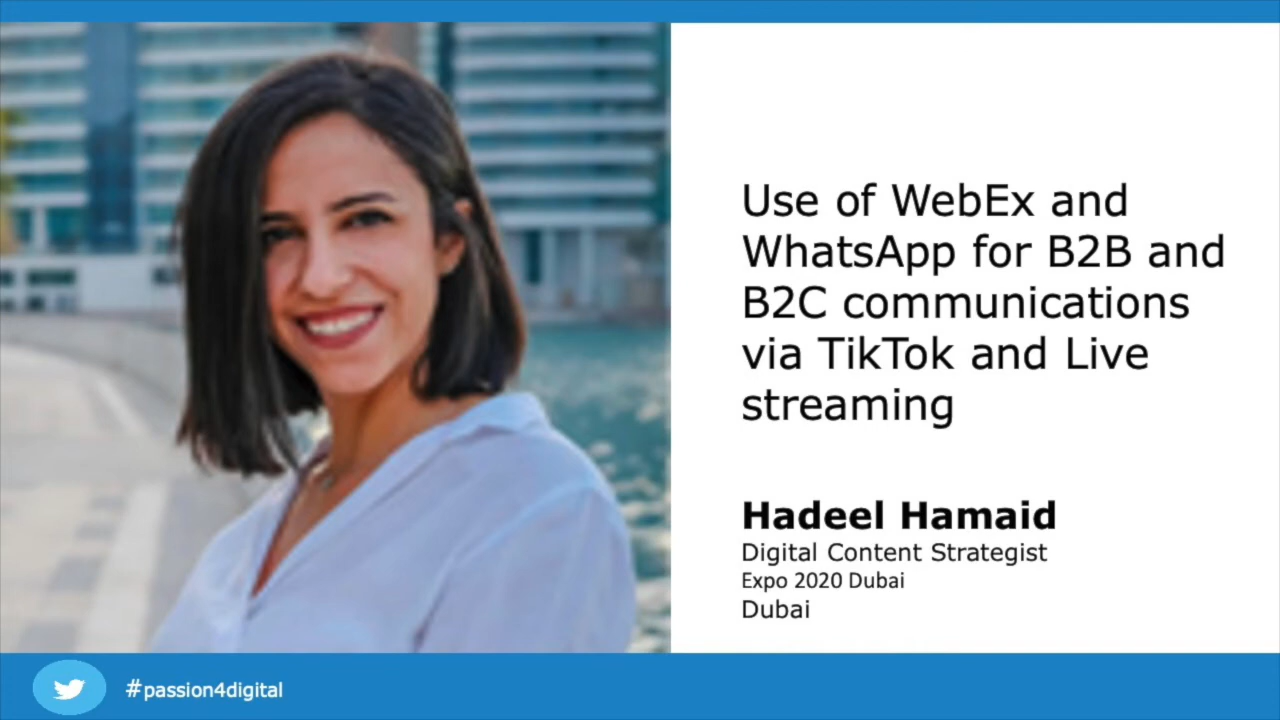 Use of WebEx and
WhatsApp for B2B and
B2C communications
via TikTok and Live
streaming
Hadeel Hamaid
Digital Content Strategist
Expo 2020 Dubai
Dubai
#passion4digital